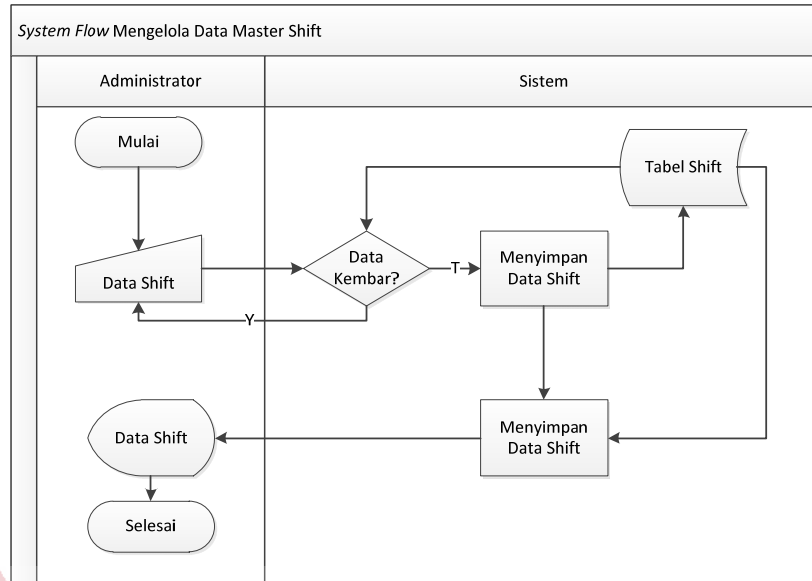 System Flow Mengelola Data Master Shift
Administrator
Sistem
Mulai
Tabel Shift
Data Shift
Data
Kembar?
T
Menyimpan
Data Shift
Y
Data Shift
Menyimpan
Data Shift
Selesai